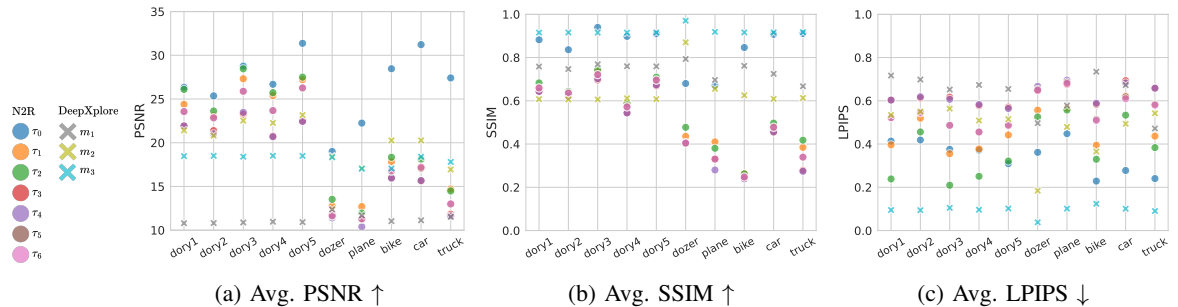 N2R DeepXplore
τ0 m1
τ1 m2
τ2 m3
τ3
τ4
τ5
τ6
PSNR
35
30
25
20
15
10
dory1 dory2 dory3 dory4 dory5 dozer plane bike car truck
(a) Avg. PSNR ↑
SSIM
1.0
0.8
0.6
0.4
0.2
0.0
dory1 dory2 dory3 dory4 dory5 dozer plane bike car truck
(b) Avg. SSIM ↑
LPIPS
1.0
0.8
0.6
0.4
0.2
0.0
dory1 dory2 dory3 dory4 dory5 dozer plane bike car truck
(c) Avg. LPIPS ↓